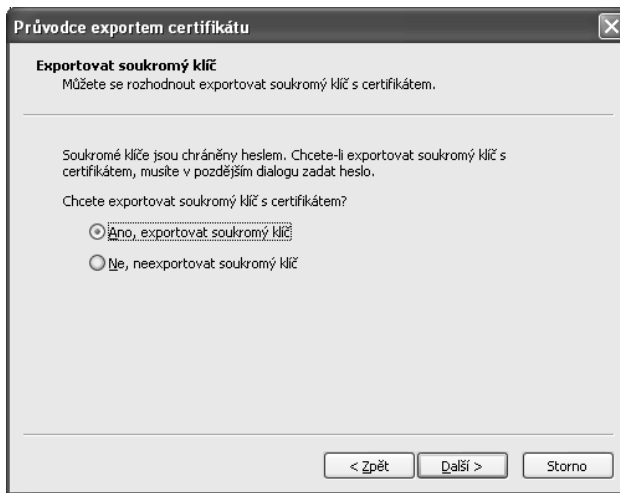 Průvodce exportem certifikátu
Exportovat soukromý klíč
Můžete se rozhodnout exportovat soukromý klíč s certifikátem.
Soukromé klíče jsou chráněny heslem. Chcete-li exportovat soukromý klíč s
certifikátem, musíte v pozdějším dialogu zadat heslo.
Chcete exportovat soukromý klíč s certifikátem?
Ano, exportovat soukromý klíč
Ne, neexportovat soukromý klíč
< Zpět Další > Storno